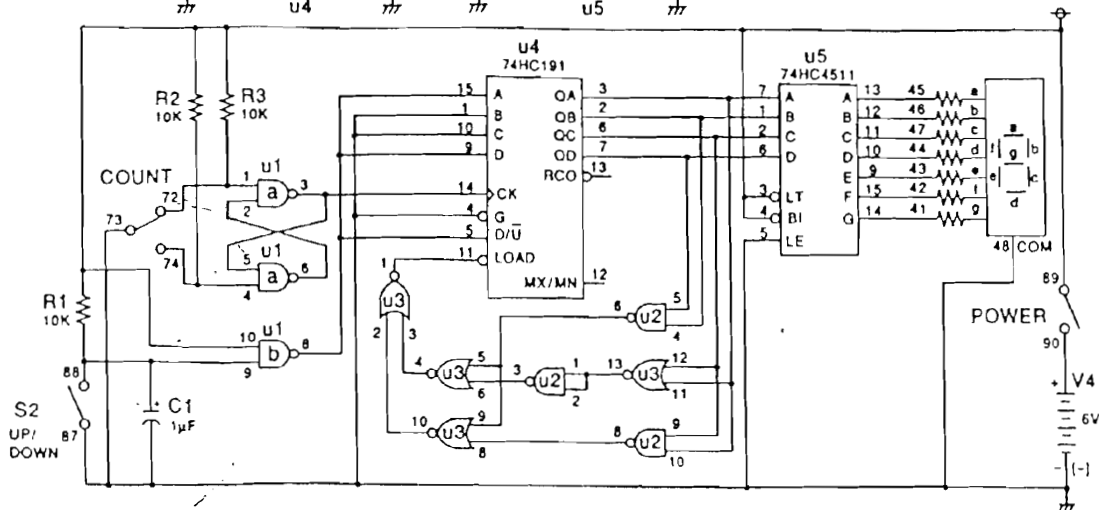 u4
u5
u4
74HC191
u5
74HC4511
R2
10K
R3
10K
COUNT
72
73
74
u1
1
a
3
2
u1
5
a
6
4
R1
10K
u1
10
b
8
9
88
S2
UP/
DOWN
87
C1
+
1µF
15 A QA 3
1 B QB 2
10 C QC 6
9 D QD 7
RCO 13
14 CK
4 G
5 D/U̅
11 LOAD
MX/MN 12
7 A A 13 45 a
1 B B 12 46 b
2 C C 11 47 c
6 D D 10 44 d
E 9 43 e
3 LT F 15 42 f
4 BI G 14 41 g
5 LE
a
f g b
e c
d
48 COM
1
u3
2 3
6 u2 5
4
4 u3 5
6
3 u2 1
2
13 u3 12
11
10 u3 9
8
8 u2 9
10
89
POWER
90
+ V4
6V
- (-)